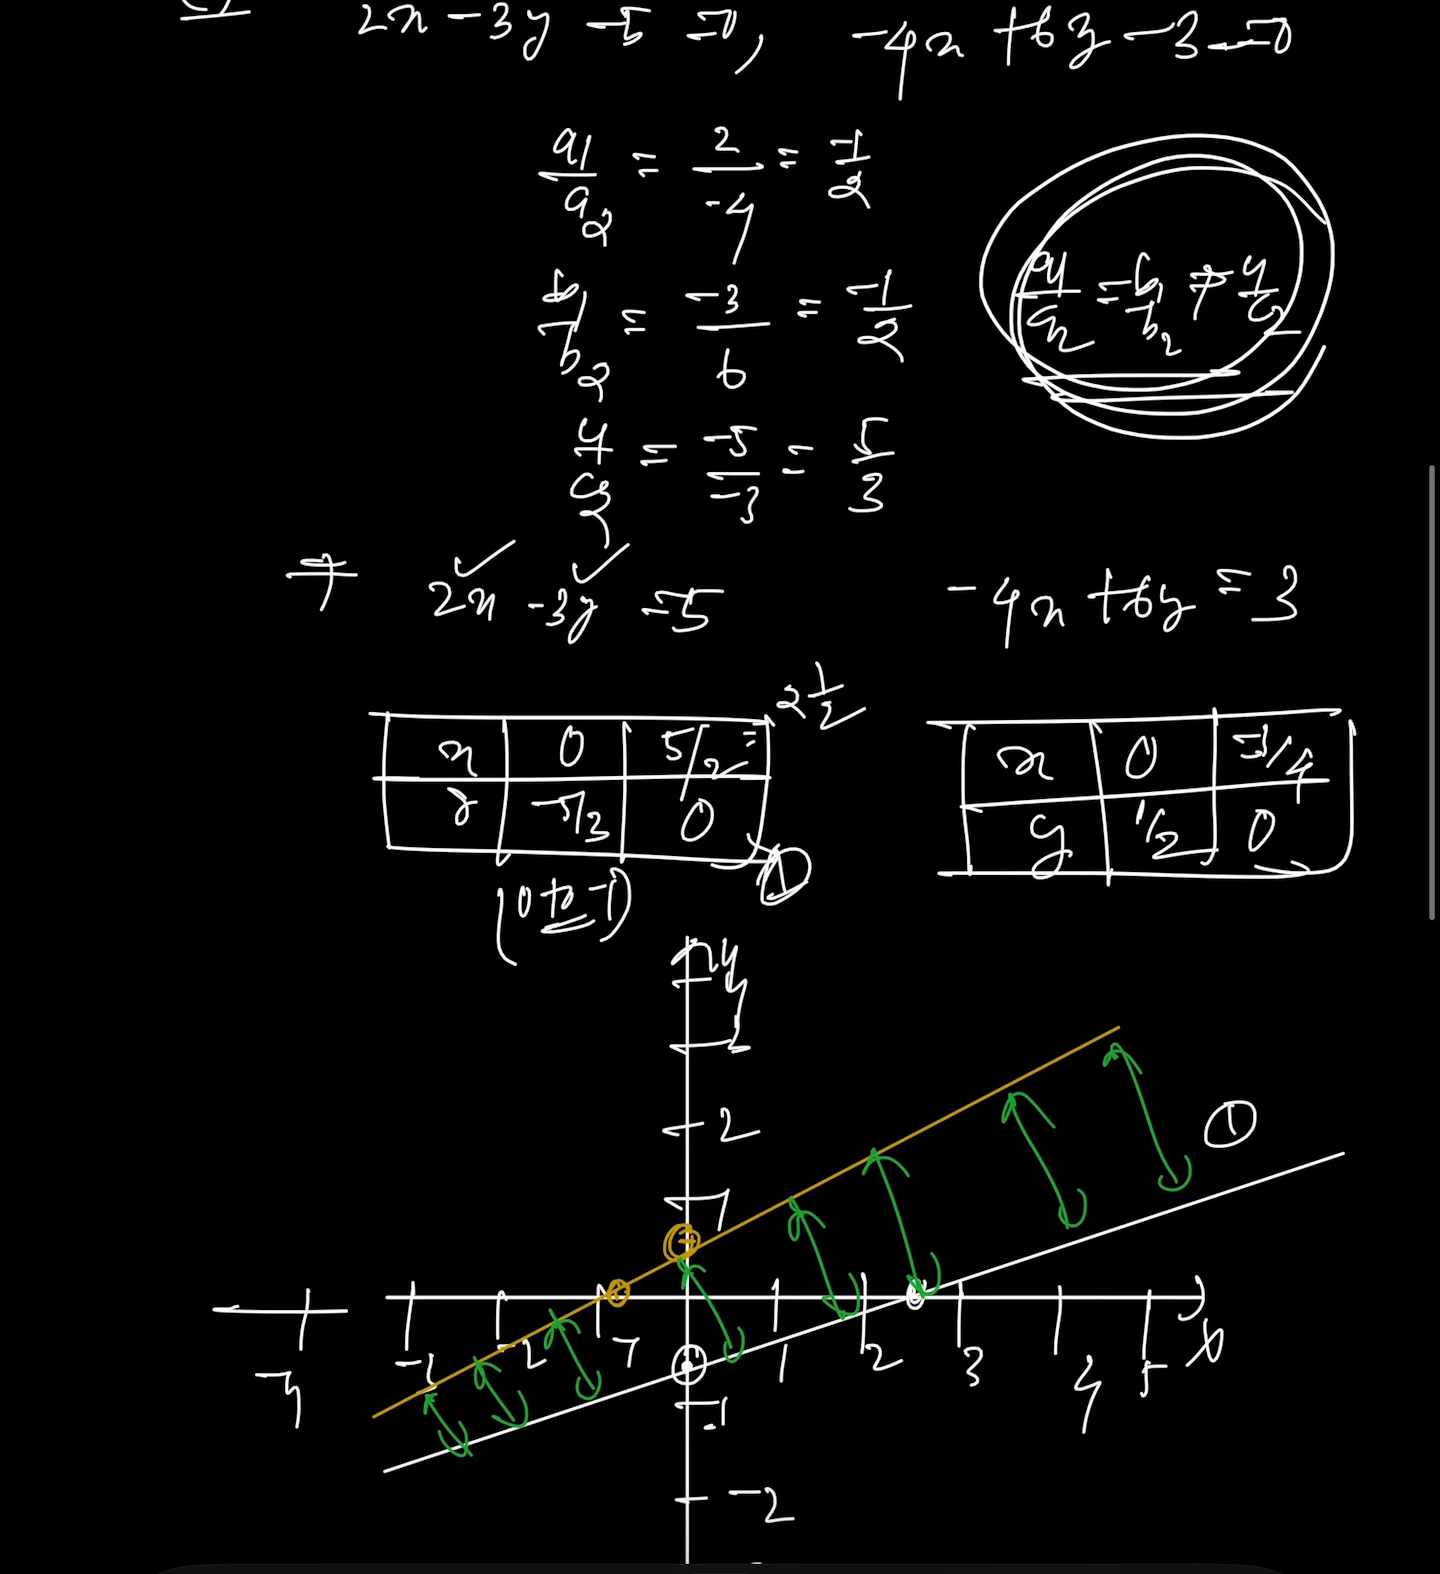 2x - 3y - 5 = 0, -4x + 6y - 3 = 0
a1/a2 = 2/-4 = -1/2
b1/b2 = -3/6 = -1/2
a1/a2 = b1/b2 ≠ c1/c2
c1/c2 = -5/-3 = 5/3
⇒ 2x - 3y = 5 -4x + 6y = 3
2 1/2
x 0 5/2 = x 0 -3/4
y -5/3 0 y 1/2 0
1
(0 to -1)
y
2
1
1
-2 1 2 3 4 5 x
-1
-2